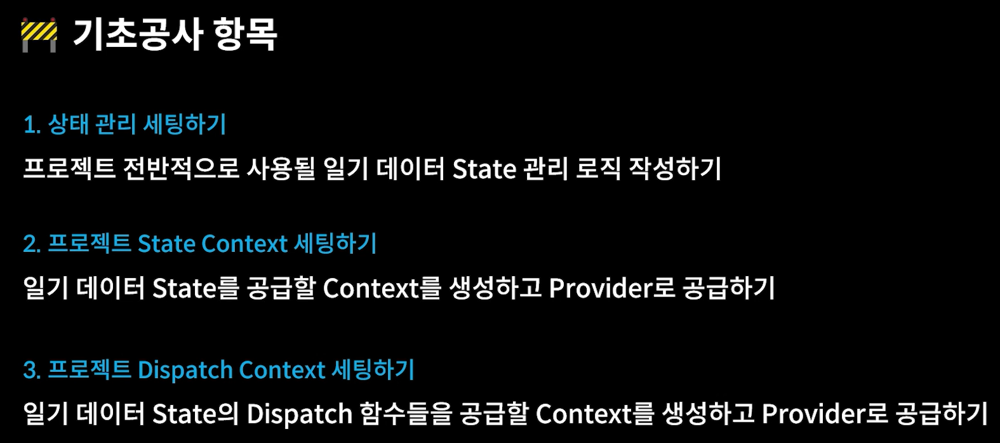 기초공사 항목
1. 상태 관리 세팅하기
프로젝트 전반적으로 사용될 일기 데이터 State 관리 로직 작성하기
2. 프로젝트 State Context 세팅하기
일기 데이터 State를 공급할 Context를 생성하고 Provider로 공급하기
3. 프로젝트 Dispatch Context 세팅하기
일기 데이터 State의 Dispatch 함수들을 공급할 Context를 생성하고 Provider로 공급하기